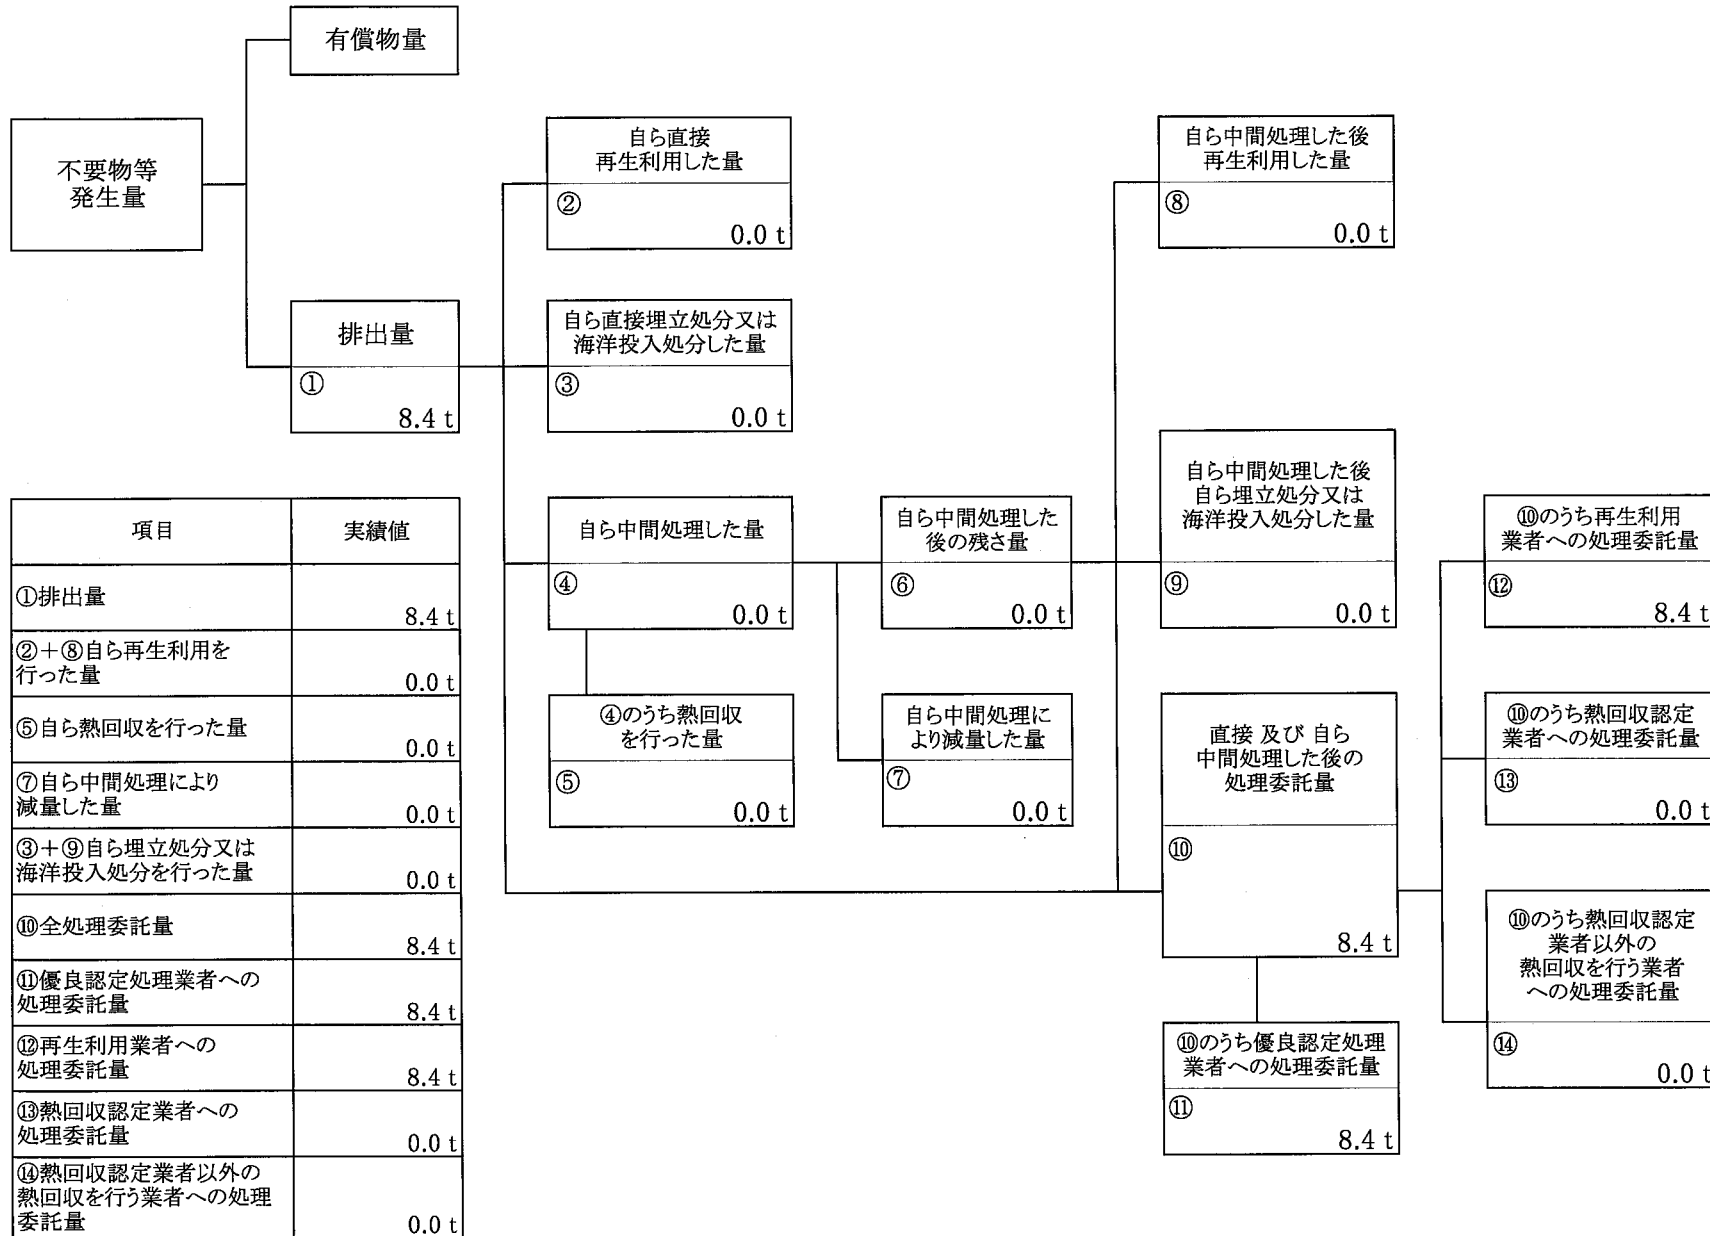 有償物量
不要物等
発生量
排出量
①
8.4 t
自ら直接
再生利用した量
②
0.0 t
自ら直接埋立処分又は
海洋投入処分した量
③
0.0 t
自ら中間処理した量
④
0.0 t
④のうち熱回収
を行った量
⑤
0.0 t
自ら中間処理した
後の残さ量
⑥
0.0 t
自ら中間処理に
より減量した量
⑦
0.0 t
自ら中間処理した後
再生利用した量
⑧
0.0 t
自ら中間処理した後
自ら埋立処分又は
海洋投入処分した量
⑨
0.0 t
直接 及び 自ら
中間処理した後の
処理委託量
⑩
8.4 t
⑩のうち優良認定処理
業者への処理委託量
⑪
8.4 t
⑩のうち再生利用
業者への処理委託量
⑫
8.4 t
⑩のうち熱回収認定
業者への処理委託量
⑬
0.0 t
⑩のうち熱回収認定
業者以外の
熱回収を行う業者
への処理委託量
⑭
0.0 t
項目 実績値
①排出量
8.4 t
②＋⑧自ら再生利用を
行った量
0.0 t
⑤自ら熱回収を行った量
0.0 t
⑦自ら中間処理により
減量した量
0.0 t
③＋⑨自ら埋立処分又は
海洋投入処分を行った量
0.0 t
⑩全処理委託量
8.4 t
⑪優良認定処理業者への
処理委託量
8.4 t
⑫再生利用業者への
処理委託量
8.4 t
⑬熱回収認定業者への
処理委託量
0.0 t
⑭熱回収認定業者以外の
熱回収を行う業者への処理
委託量
0.0 t